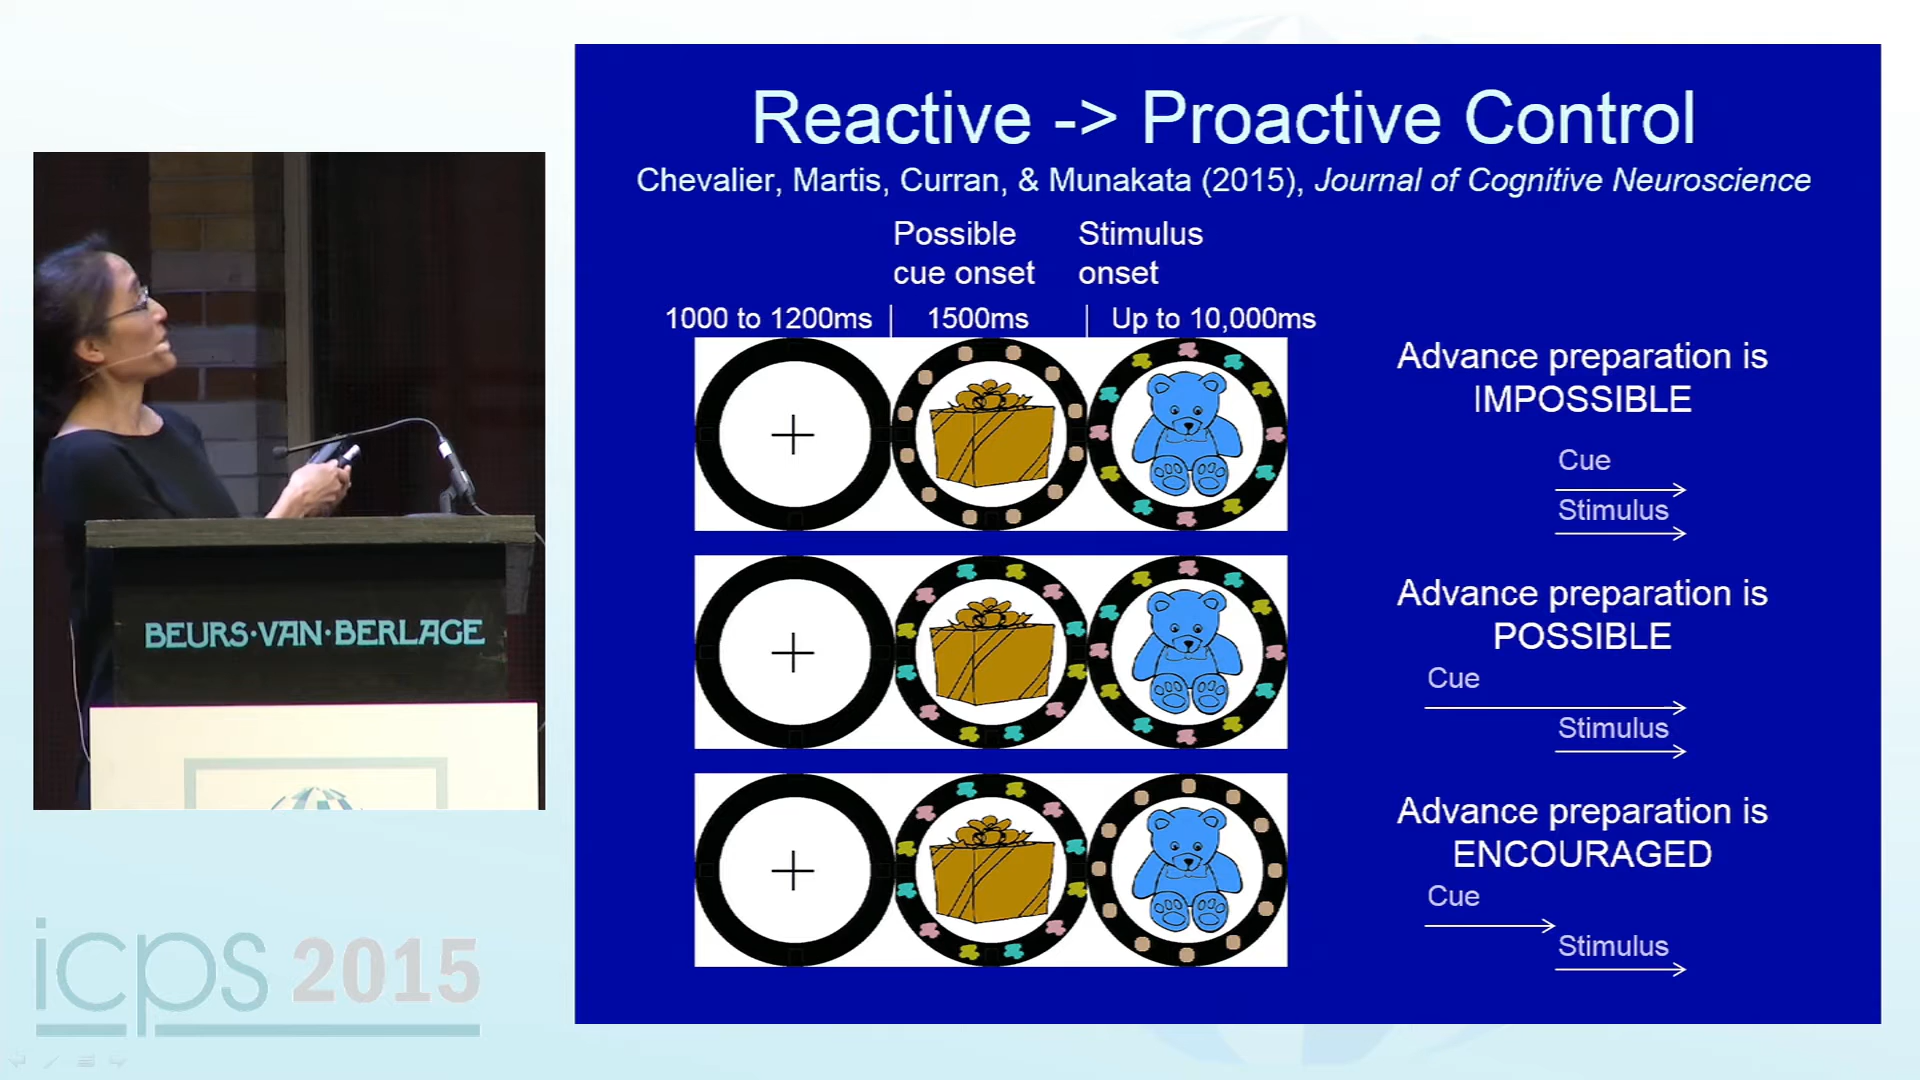 Reactive -> Proactive Control
Chevalier, Martis, Curran, & Munakata (2015), Journal of Cognitive Neuroscience
Possible
cue onset
Stimulus
onset
1000 to 1200ms | 1500ms | Up to 10,000ms
Advance preparation is
IMPOSSIBLE
Cue
Stimulus
Advance preparation is
POSSIBLE
Cue
Stimulus
Advance preparation is
ENCOURAGED
Cue
Stimulus
BEURS·VAN·BERLAGE
icps 2015